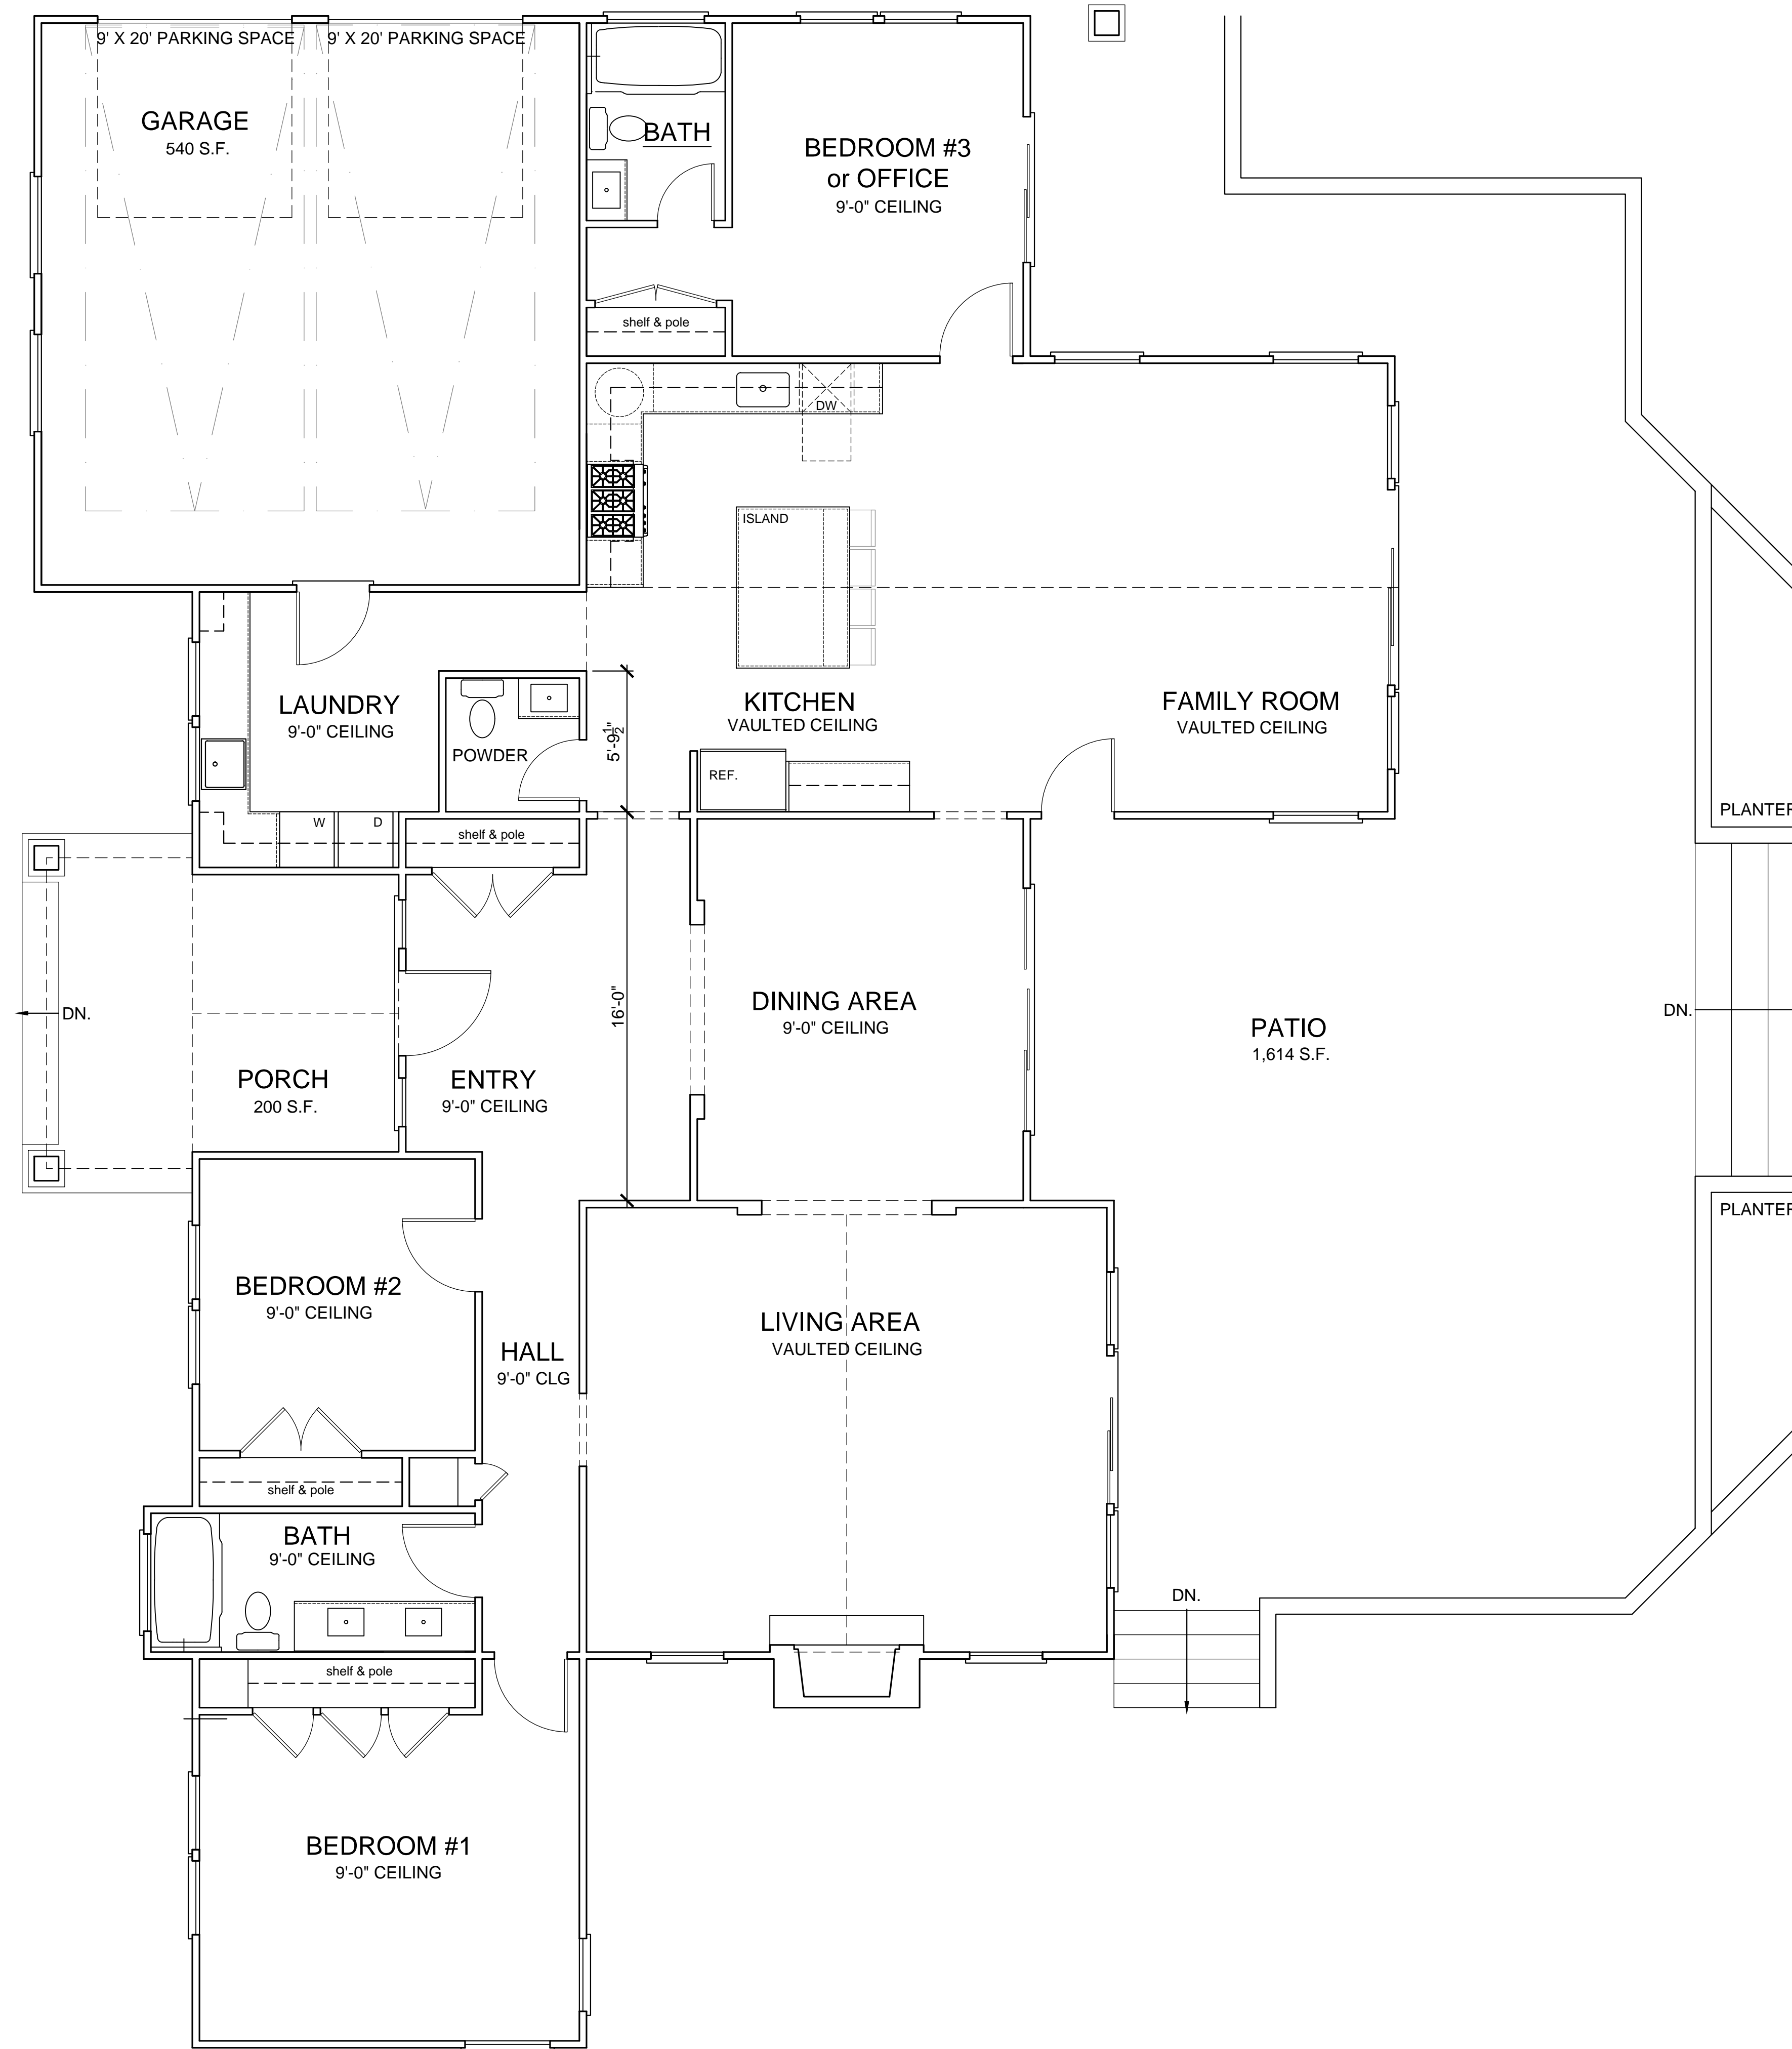 9' X 20' PARKING SPACE
9' X 20' PARKING SPACE
GARAGE
540 S.F.
BATH
BEDROOM #3
or OFFICE
9'-0" CEILING
shelf & pole
DW
ISLAND
LAUNDRY
9'-0" CEILING
POWDER
5'-9 1/2"
KITCHEN
VAULTED CEILING
FAMILY ROOM
VAULTED CEILING
REF.
W
D
shelf & pole
PLANTER
DN.
PORCH
200 S.F.
ENTRY
9'-0" CEILING
16'-0"
DINING AREA
9'-0" CEILING
PATIO
1,614 S.F.
DN.
PLANTER
BEDROOM #2
9'-0" CEILING
HALL
9'-0" CLG
LIVING AREA
VAULTED CEILING
shelf & pole
BATH
9'-0" CEILING
DN.
shelf & pole
BEDROOM #1
9'-0" CEILING